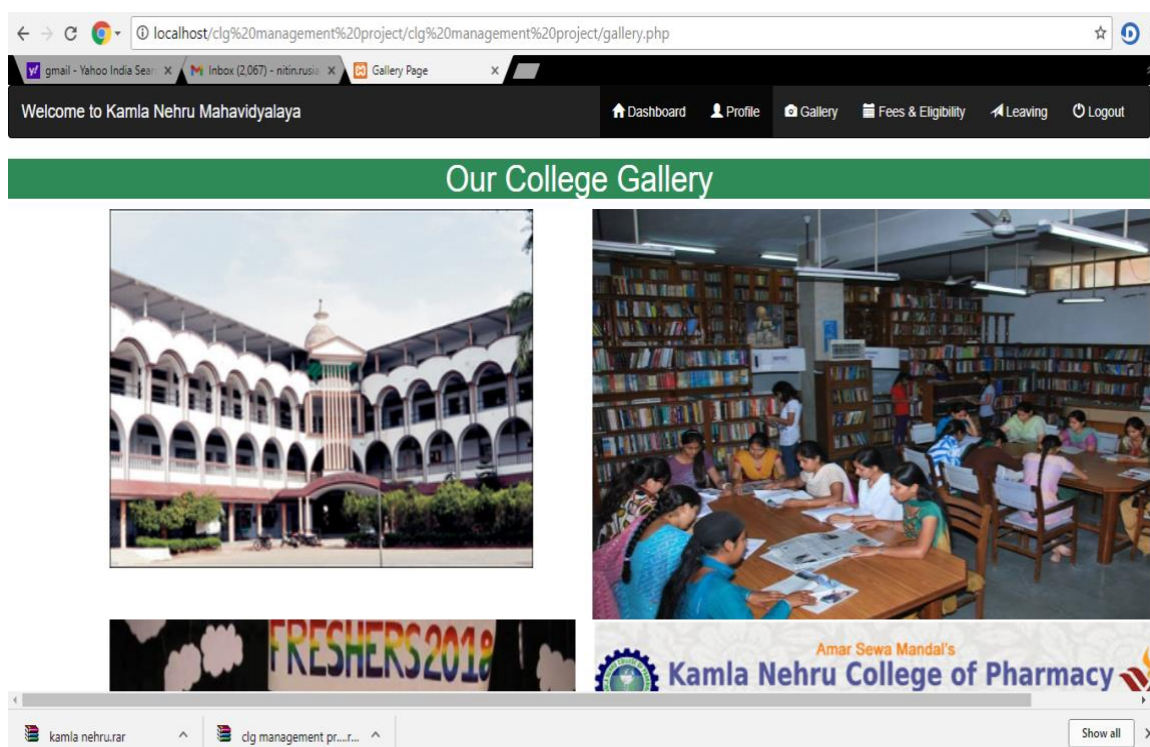 localhost/clg%20management%20project/clg%20management%20project/gallery.php
gmail - Yahoo India Sear
Inbox (2,067) - nitin.rusia
Gallery Page
Welcome to Kamla Nehru Mahavidyalaya
Dashboard
Profile
Gallery
Fees & Eligibility
Leaving
Logout
Our College Gallery
FRESHERS2018
Amar Sewa Mandal's
Kamla Nehru College of Pharmacy
kamla nehru.rar
clg management pr....r...
Show all